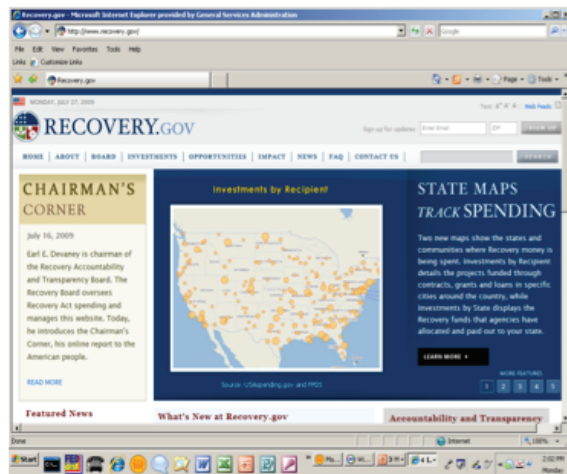 Recovery.gov - Microsoft Internet Explorer provided by General Services Administration
http://www.recovery.gov/
Google
File Edit View Favorites Tools Help
Links Customize Links
Recovery.gov
Page Tools
MONDAY, JULY 27, 2009
Text A A A Web Feeds
RECOVERY.GOV
Sign up for updates: Enter Email ZIP SIGN UP
HOME | ABOUT | BOARD | INVESTMENTS | OPPORTUNITIES | IMPACT | NEWS | FAQ | CONTACT US |
SEARCH
CHAIRMAN'S
CORNER
July 16, 2009
Earl E. Devaney is chairman of
the Recovery Accountability
and Transparency Board. The
Recovery Board oversees
Recovery Act spending and
manages this website. Today,
he introduces the Chairman's
Corner, his online report to the
American people.
READ MORE
Investments by Recipient
Source: USAspending.gov and FPDS
STATE MAPS
TRACK SPENDING
Two new maps show the states and
communities where Recovery money is
being spent. Investments by Recipient
details the projects funded through
contracts, grants and loans in specific
cities around the country, while
Investments by State displays the
Recovery funds that agencies have
allocated and paid out to your state.
LEARN MORE
MORE FEATURES
1 2 3 4 5
Featured News
What's New at Recovery.gov
Accountability and Transparency
Done
Internet
100%
Start
2:02 PM
Monday